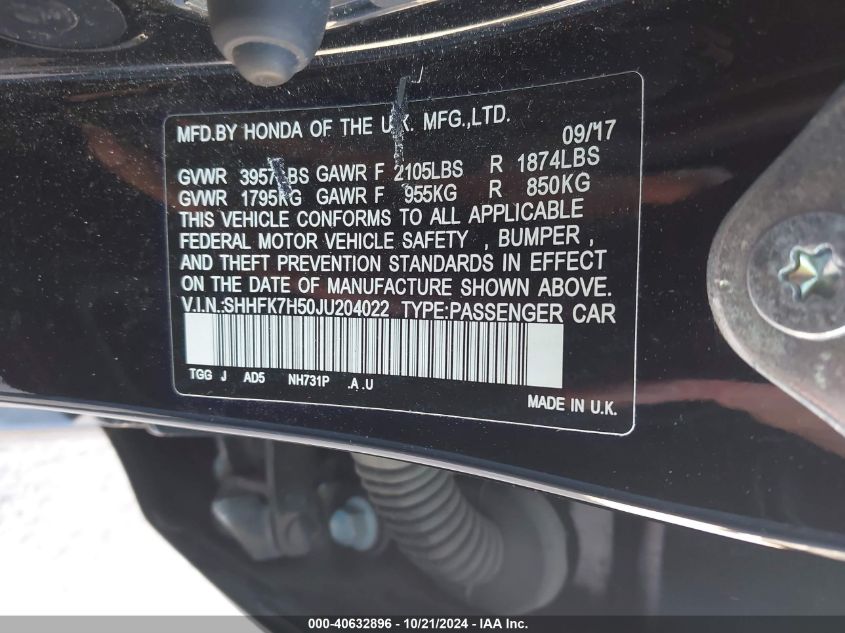 MFD.BY HONDA OF THE U.K. MFG.,LTD.
09/17
GVWR 3957LBS GAWR F 2105LBS R 1874LBS
GVWR 1795KG GAWR F 955KG R 850KG
THIS VEHICLE CONFORMS TO ALL APPLICABLE
FEDERAL MOTOR VEHICLE SAFETY , BUMPER ,
AND THEFT PREVENTION STANDARDS IN EFFECT
ON THE DATE OF MANUFACTURE SHOWN ABOVE.
V.I.N.:SHHFK7H50JU204022 TYPE:PASSENGER CAR
TGG J AD5 NH731P .A.U
MADE IN U.K.
000-40632896 - 10/21/2024 - IAA Inc.